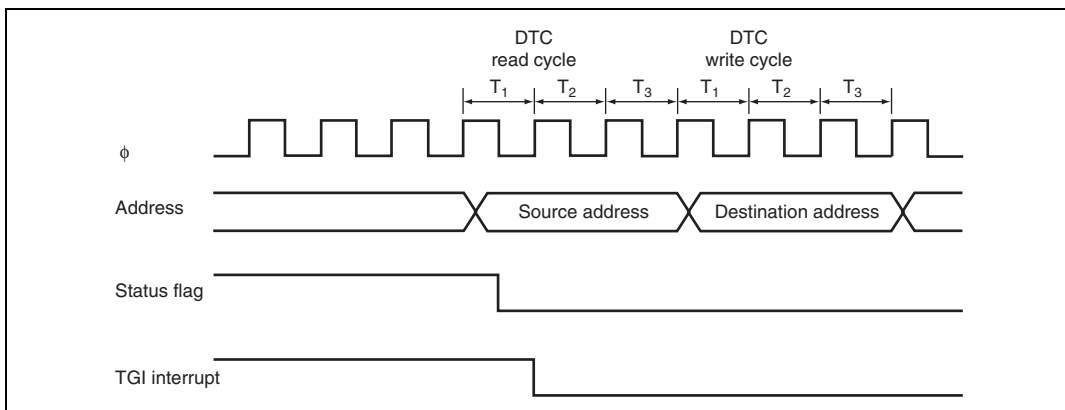 DTC DTC
read cycle write cycle
T1 T2 T3 T1 T2 T3
ϕ
Address Source address Destination address
Status flag
TGI interrupt